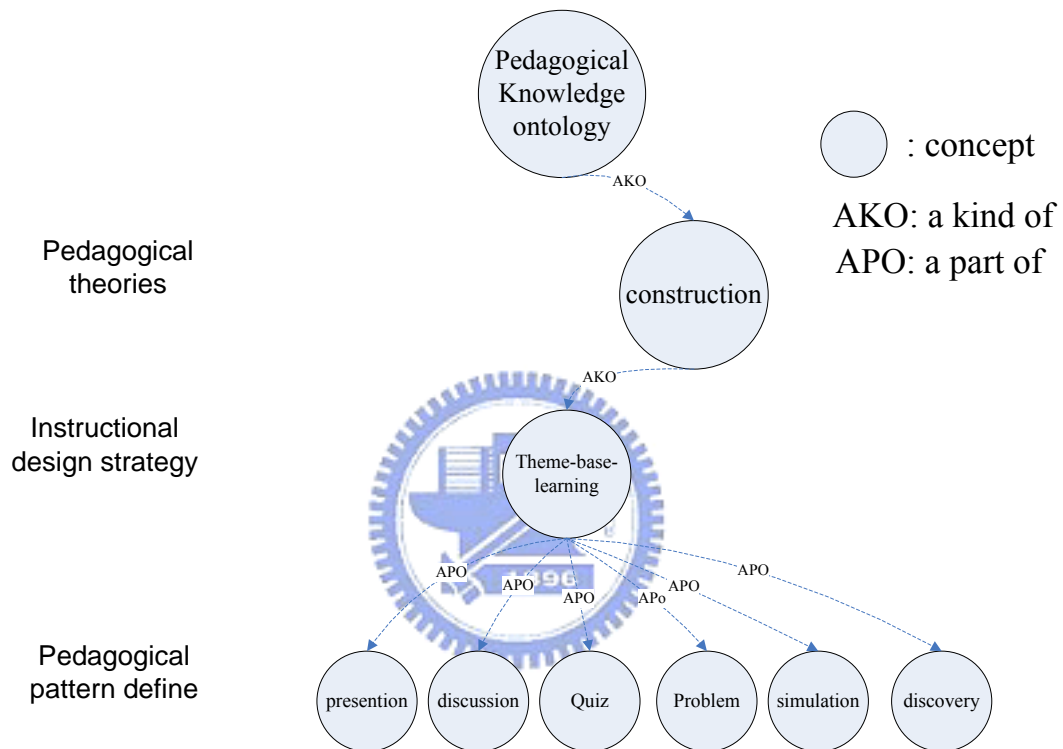 Pedagogical
Knowledge
ontology
: concept
AKO
AKO: a kind of
APO: a part of
Pedagogical
theories
construction
AKO
Instructional
design strategy
Theme-base-
learning
APO
APO
APO
APo
APO
APO
1896
Pedagogical
pattern define
presention
discussion
Quiz
Problem
simulation
discovery